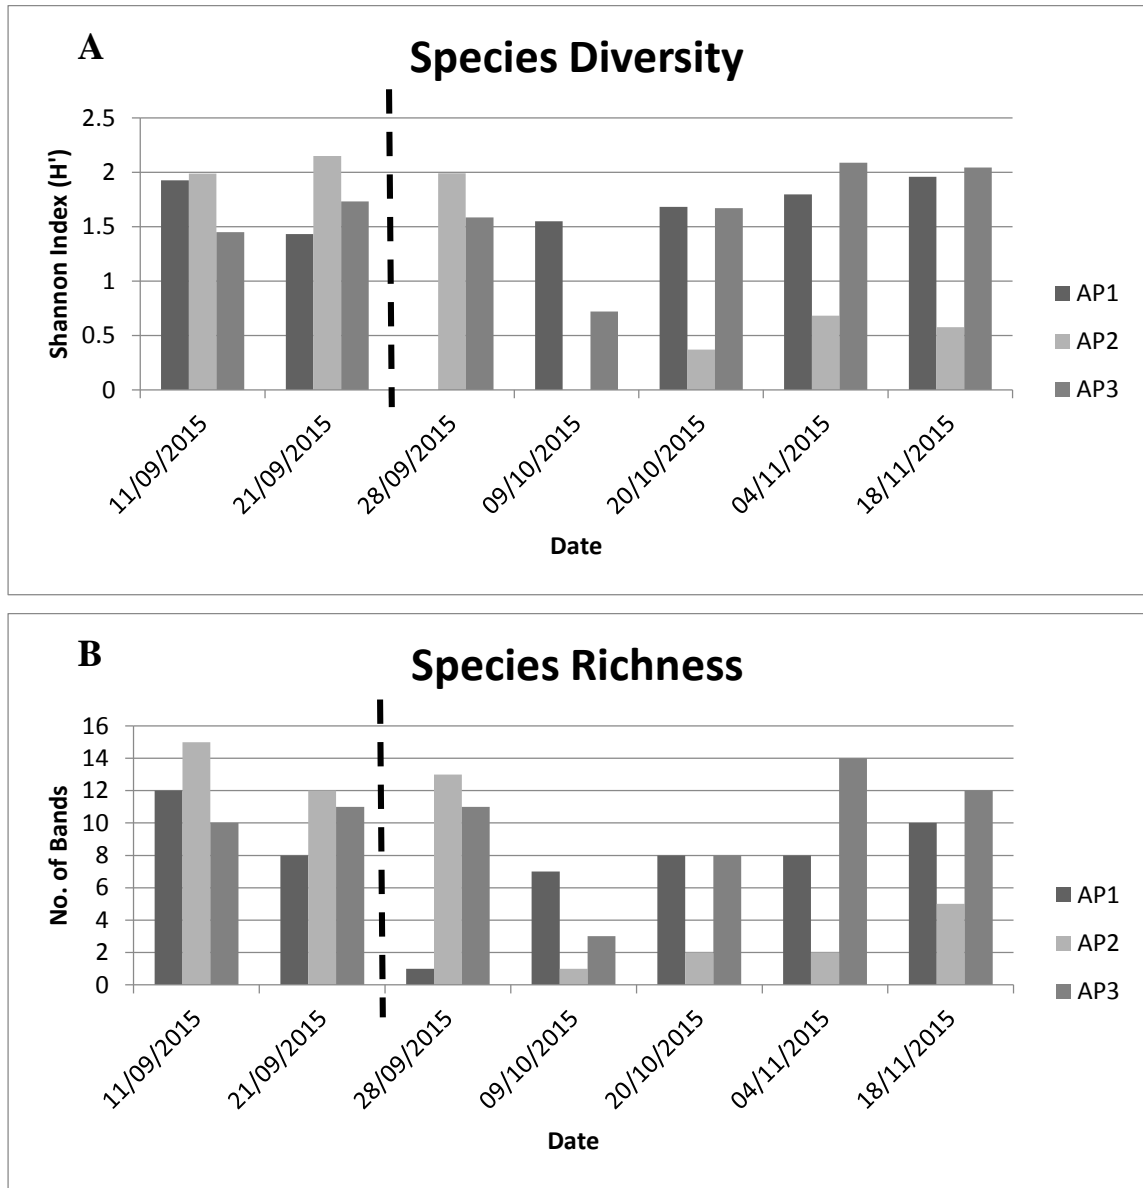 A
Species Diversity
Shannon Index (H')
2.5
2
1.5
1
0.5
0
11/09/2015
21/09/2015
28/09/2015
09/10/2015
20/10/2015
04/11/2015
18/11/2015
Date
AP1
AP2
AP3
B
Species Richness
No. of Bands
16
14
12
10
8
6
4
2
0
11/09/2015
21/09/2015
28/09/2015
09/10/2015
20/10/2015
04/11/2015
18/11/2015
Date
AP1
AP2
AP3